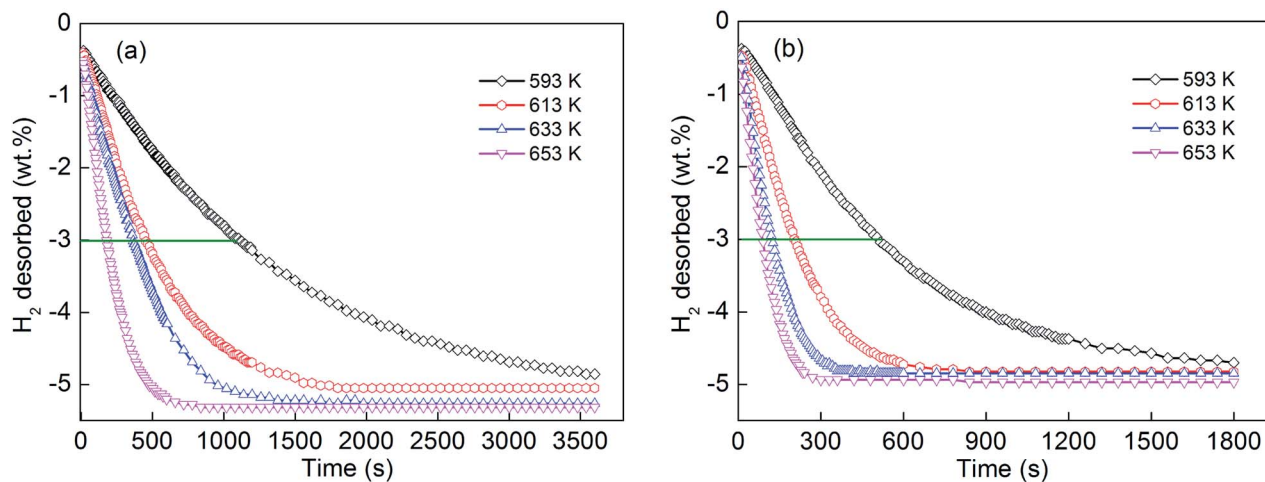 (a)
H₂ desorbed (wt.%)
0
-1
-2
-3
-4
-5
593 K
613 K
633 K
653 K
0 500 1000 1500 2000 2500 3000 3500
Time (s)
(b)
H₂ desorbed (wt.%)
0
-1
-2
-3
-4
-5
593 K
613 K
633 K
653 K
0 300 600 900 1200 1500 1800
Time (s)